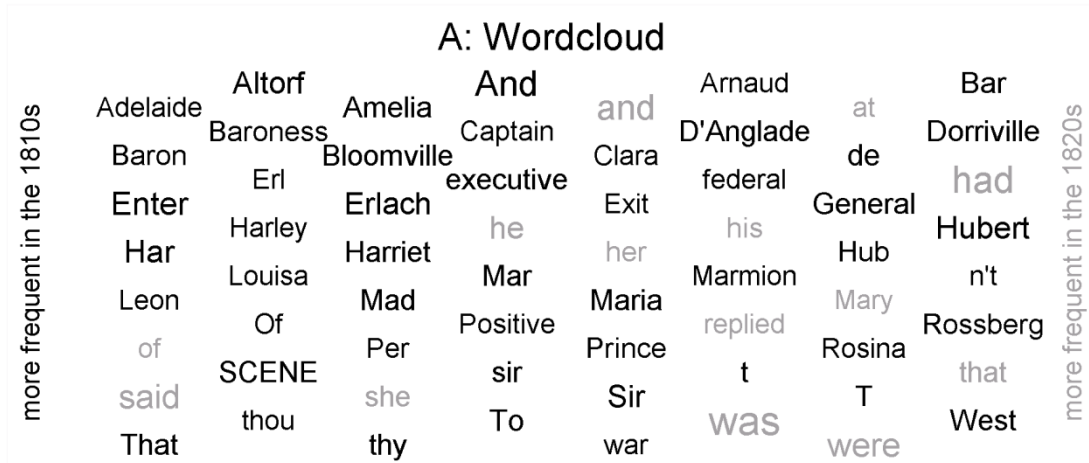 A: Wordcloud
more frequent in the 1810s
Adelaide Altorf Amelia And and Arnaud at Bar
Baron Baroness Bloomville Captain Clara D'Anglade de Dorriville
Enter Erl Erlach executive Exit federal General had
Har Harley Harriet he her his Hub Hubert
Leon Louisa Mad Mar Maria Marmion Mary n't
of Of Per Positive Prince replied Rosina Rossberg
said SCENE she sir Sir t T that
That thou thy To war was were West
more frequent in the 1820s